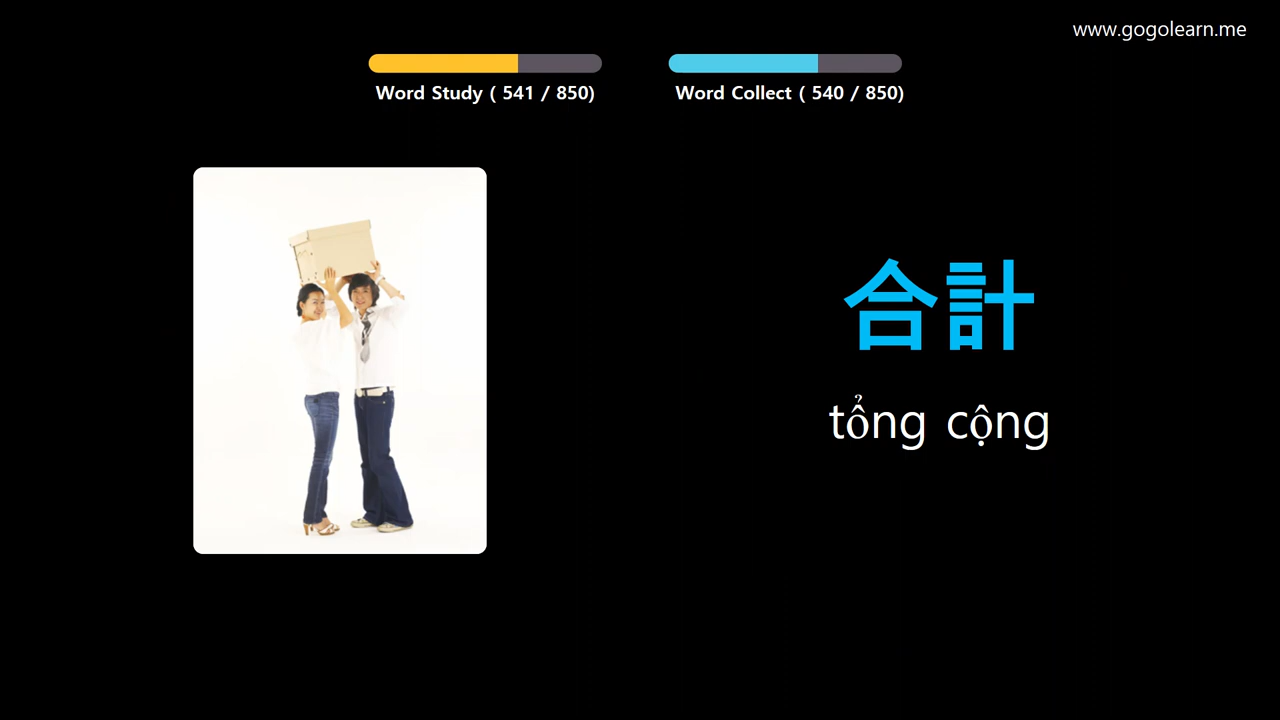 www.gogolearn.me
Word Study ( 541 / 850)
Word Collect ( 540 / 850)
合計
tổng cộng